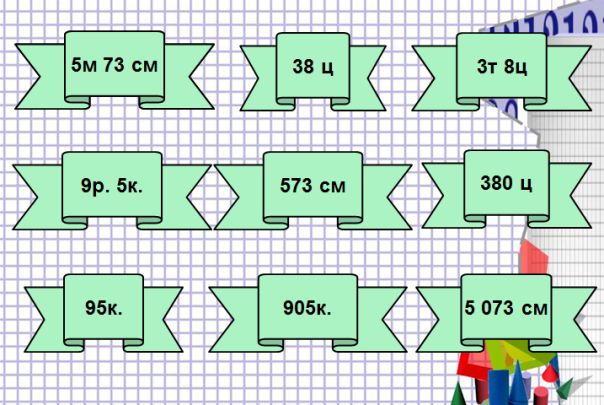 5м 73 см
38 ц
3т 8ц
9р. 5к.
573 см
380 ц
95к.
905к.
5 073 см